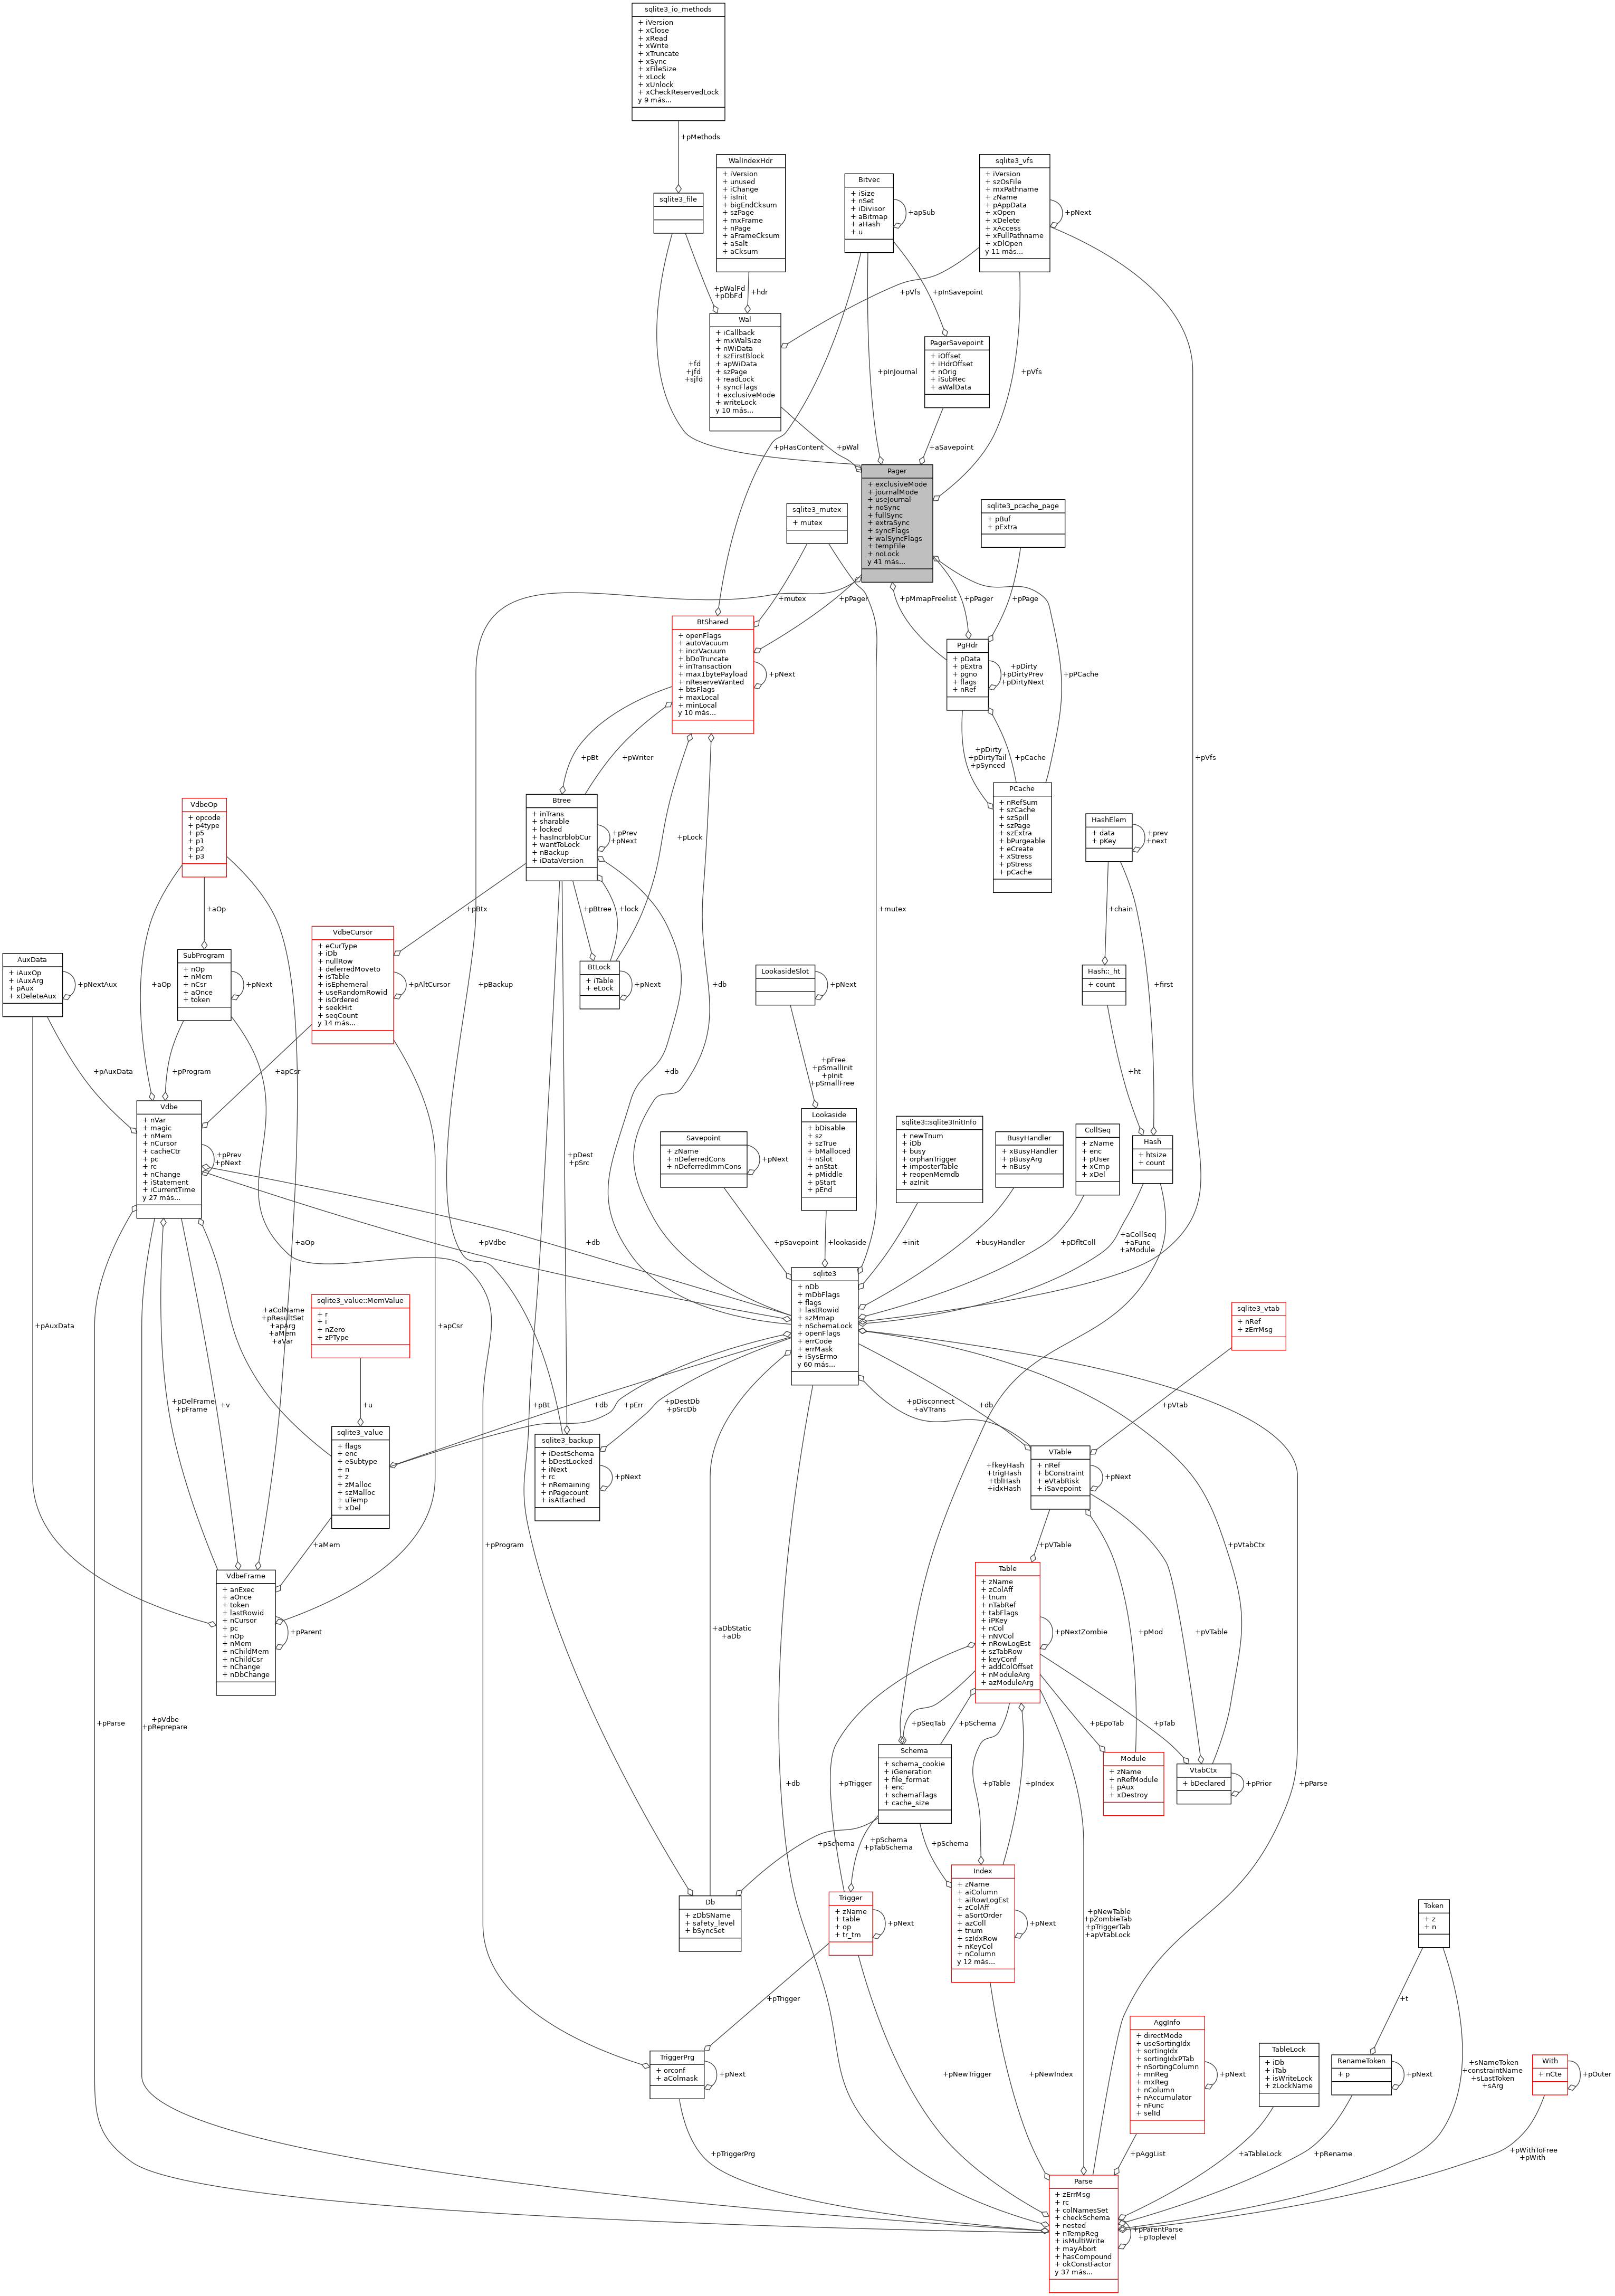 sqlite3_io_methods
+ iVersion
+ xClose
+ xRead
+ xWrite
+ xTruncate
+ xSync
+ xFileSize
+ xLock
+ xUnlock
+ xCheckReservedLock
y 9 más...
+pMethods
sqlite3_file
WalIndexHdr
+ iVersion
+ unused
+ iChange
+ isInit
+ bigEndCksum
+ szPage
+ mxFrame
+ nPage
+ aFrameCksum
+ aSalt
+ aCksum
Bitvec
+ iSize
+ nSet
+ iDivisor
+ aBitmap
+ aHash
+ u
+apSub
sqlite3_vfs
+ iVersion
+ szOsFile
+ mxPathname
+ zName
+ pAppData
+ xOpen
+ xDelete
+ xAccess
+ xFullPathname
+ xDlOpen
y 11 más...
+pNext
+pWalFd
+pDbFd
+hdr
+pVfs
+pInSavepoint
Wal
+ iCallback
+ mxWalSize
+ nWiData
+ szFirstBlock
+ apWiData
+ szPage
+ readLock
+ syncFlags
+ exclusiveMode
+ writeLock
y 10 más...
PagerSavepoint
+ iOffset
+ iHdrOffset
+ nOrig
+ iSubRec
+ aWalData
+fd
+jfd
+sjfd
+pInJournal
+pVfs
+pHasContent
+pWal
+aSavepoint
Pager
+ exclusiveMode
+ journalMode
+ useJournal
+ noSync
+ fullSync
+ extraSync
+ syncFlags
+ walSyncFlags
+ tempFile
+ noLock
y 41 más...
sqlite3_mutex
+ mutex
sqlite3_pcache_page
+ pBuf
+ pExtra
+mutex
+pPager
+pMmapFreelist
+pPager
+pPage
BtShared
+ openFlags
+ autoVacuum
+ incrVacuum
+ bDoTruncate
+ inTransaction
+ max1bytePayload
+ nReserveWanted
+ btsFlags
+ maxLocal
+ minLocal
y 10 más...
+pNext
PgHdr
+ pData
+ pExtra
+ pgno
+ flags
+ nRef
+pDirty
+pDirtyPrev
+pDirtyNext
+pPCache
+pBt
+pWriter
+pDirty
+pDirtyTail
+pSynced
+pCache
+pVfs
PCache
+ nRefSum
+ szCache
+ szSpill
+ szPage
+ szExtra
+ bPurgeable
+ eCreate
+ xStress
+ pStress
+ pCache
Btree
+ inTrans
+ sharable
+ locked
+ hasIncrblobCur
+ wantToLock
+ nBackup
+ iDataVersion
+pPrev
+pNext
+pLock
HashElem
+ data
+ pKey
+prev
+next
VdbeOp
+ opcode
+ p4type
+ p5
+ p1
+ p2
+ p3
+aOp
+pBtx
+pBtree
+lock
+mutex
+chain
VdbeCursor
+ eCurType
+ iDb
+ nullRow
+ deferredMoveto
+ isTable
+ isEphemeral
+ useRandomRowid
+ isOrdered
+ seekHit
+ seqCount
y 14 más...
+pAltCursor
AuxData
+ iAuxOp
+ iAuxArg
+ pAux
+ xDeleteAux
+pNextAux
SubProgram
+ nOp
+ nMem
+ nCsr
+ aOnce
+ token
+pNext
+aOp
+pBackup
BtLock
+ iTable
+ eLock
+pNext
+db
LookasideSlot
+pNext
Hash::_ht
+ count
+first
+pAuxData
+pProgram
+apCsr
+db
+pFree
+pSmallInit
+pInit
+pSmallFree
+ht
Vdbe
+ nVar
+ magic
+ nMem
+ nCursor
+ cacheCtr
+ pc
+ rc
+ nChange
+ iStatement
+ iCurrentTime
y 27 más...
+pPrev
+pNext
+pDest
+pSrc
Savepoint
+ zName
+ nDeferredCons
+ nDeferredImmCons
+pNext
Lookaside
+ bDisable
+ sz
+ szTrue
+ bMalloced
+ nSlot
+ anStat
+ pMiddle
+ pStart
+ pEnd
sqlite3::sqlite3InitInfo
+ newTnum
+ iDb
+ busy
+ orphanTrigger
+ imposterTable
+ reopenMemdb
+ azInit
BusyHandler
+ xBusyHandler
+ pBusyArg
+ nBusy
CollSeq
+ zName
+ enc
+ pUser
+ xCmp
+ xDel
Hash
+ htsize
+ count
+aOp
+pVdbe
+db
+pSavepoint
+lookaside
+init
+busyHandler
+pDfltColl
+aCollSeq
+aFunc
+aModule
sqlite3
+ nDb
+ mDbFlags
+ flags
+ lastRowid
+ szMmap
+ nSchemaLock
+ openFlags
+ errCode
+ errMask
+ iSysErrno
y 60 más...
+pAuxData
+aColName
+pResultSet
+apArg
+aMem
+aVar
sqlite3_value::MemValue
+ r
+ i
+ nZero
+ zPType
+apCsr
sqlite3_vtab
+ nRef
+ zErrMsg
+pDelFrame
+pFrame
+v
+u
+pBt
+db
+pErr
+pDestDb
+pSrcDb
+pDisconnect
+aVTrans
+db
+pVtab
sqlite3_value
+ flags
+ enc
+ eSubtype
+ n
+ z
+ zMalloc
+ szMalloc
+ uTemp
+ xDel
sqlite3_backup
+ iDestSchema
+ bDestLocked
+ iNext
+ rc
+ nRemaining
+ nPagecount
+ isAttached
+pNext
+fkeyHash
+trigHash
+tblHash
+idxHash
VTable
+ nRef
+ bConstraint
+ eVtabRisk
+ iSavepoint
+pNext
+aMem
+pProgram
+pVTable
+pVtabCtx
VdbeFrame
+ anExec
+ aOnce
+ token
+ lastRowid
+ nCursor
+ pc
+ nOp
+ nMem
+ nChildMem
+ nChildCsr
+ nChange
+ nDbChange
+pParent
+aDbStatic
+aDb
Table
+ zName
+ zColAff
+ tnum
+ nTabRef
+ tabFlags
+ iPKey
+ nCol
+ nNVCol
+ nRowLogEst
+ szTabRow
+ keyConf
+ addColOffset
+ nModuleArg
+ azModuleArg
+pNextZombie
+pMod
+pVTable
+pParse
+pVdbe
+pReprepare
+pSeqTab
+pSchema
+pEpoTab
+pTab
Schema
+ schema_cookie
+ iGeneration
+ file_format
+ enc
+ schemaFlags
+ cache_size
Module
+ zName
+ nRefModule
+ pAux
+ xDestroy
VtabCtx
+ bDeclared
+pPrior
+db
+pTrigger
+pTable
+pIndex
+pParse
+pSchema
+pSchema
+pTabSchema
+pSchema
Db
+ zDbSName
+ safety_level
+ bSyncSet
Trigger
+ zName
+ table
+ op
+ tr_tm
+pNext
Index
+ zName
+ aiColumn
+ aiRowLogEst
+ zColAff
+ aSortOrder
+ azColl
+ tnum
+ szIdxRow
+ nKeyCol
+ nColumn
y 12 más...
+pNext
+pNewTable
+pZombieTab
+pTriggerTab
+apVtabLock
Token
+ z
+ n
+pTrigger
+t
AggInfo
+ directMode
+ useSortingIdx
+ sortingIdx
+ sortingIdxPTab
+ nSortingColumn
+ mnReg
+ mxReg
+ nColumn
+ nAccumulator
+ nFunc
+ selId
+pNext
TriggerPrg
+ orconf
+ aColmask
+pNext
+pNewTrigger
+pNewIndex
TableLock
+ iDb
+ iTab
+ isWriteLock
+ zLockName
RenameToken
+ p
+pNext
+sNameToken
+constraintName
+sLastToken
+sArg
With
+ nCte
+pOuter
+pTriggerPrg
+pAggList
+aTableLock
+pRename
+pWithToFree
+pWith
Parse
+ zErrMsg
+ rc
+ colNamesSet
+ checkSchema
+ nested
+ nTempReg
+ isMultiWrite
+ mayAbort
+ hasCompound
+ okConstFactor
y 37 más...
+pParentParse
+pToplevel